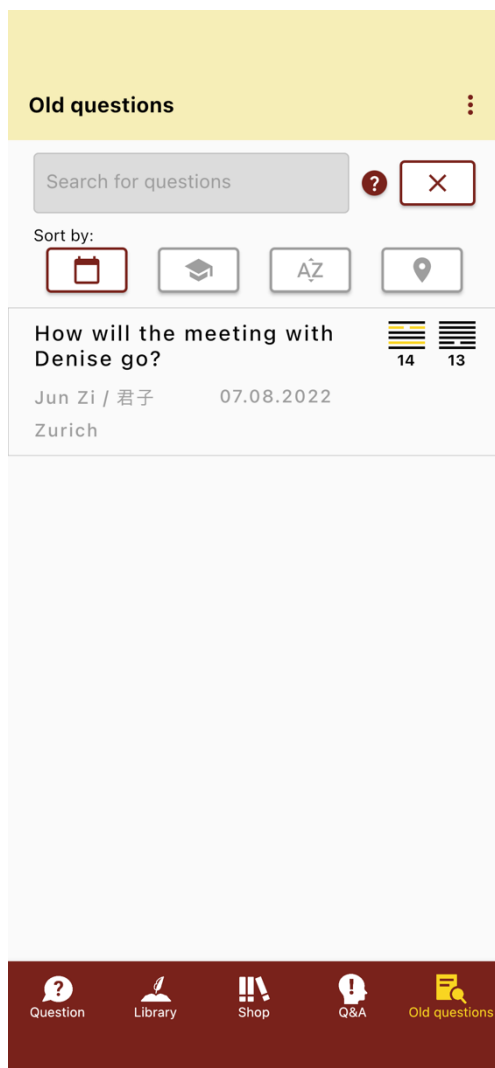 Old questions
Search for questions
?
Sort by:
AZ
How will the meeting with
Denise go?
14 13
Jun Zi / 君子 07.08.2022
Zurich
Question Library Shop Q&A Old questions